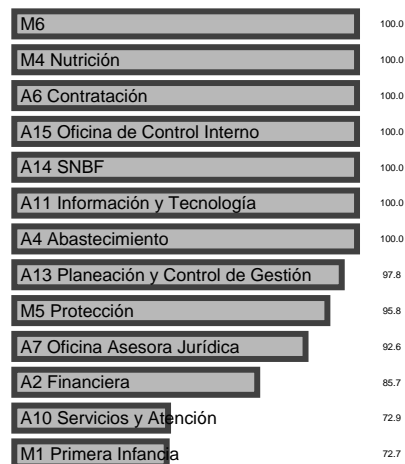 M6 100.0
M4 Nutrición 100.0
A6 Contratación 100.0
A15 Oficina de Control Interno 100.0
A14 SNBF 100.0
A11 Información y Tecnología 100.0
A4 Abastecimiento 100.0
A13 Planeación y Control de Gestión 97.8
M5 Protección 95.8
A7 Oficina Asesora Jurídica 92.6
A2 Financiera 85.7
A10 Servicios y Atención 72.9
M1 Primera Infancia 72.7